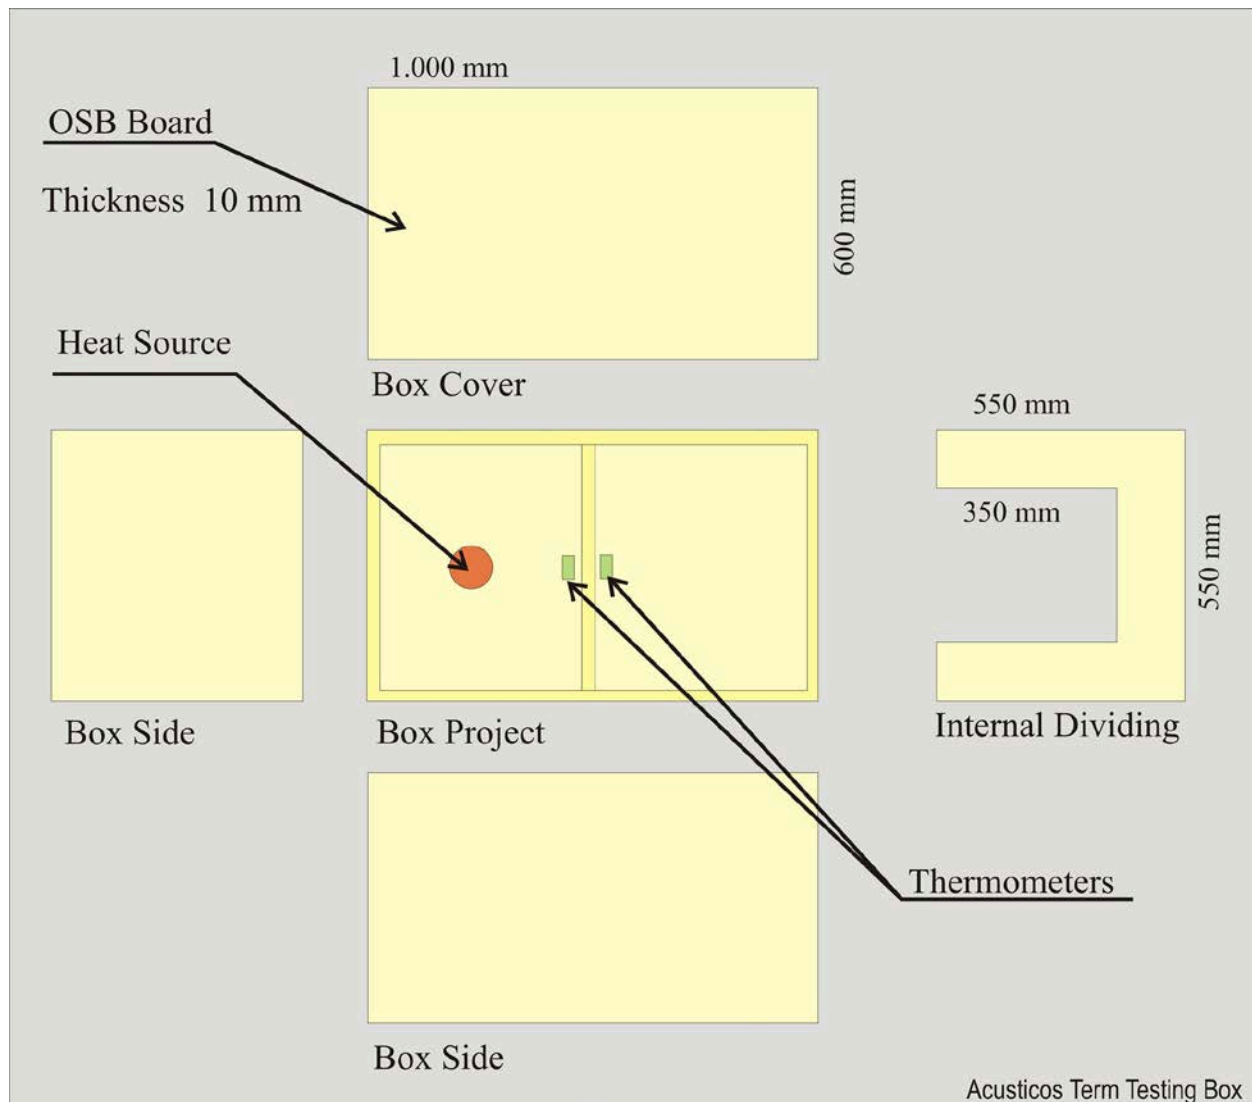 1.000 mm
OSB Board
Thickness 10 mm
600 mm
Heat Source
Box Cover
550 mm
350 mm
550 mm
Box Side
Box Project
Internal Dividing
Thermometers
Box Side
Acusticos Term Testing Box